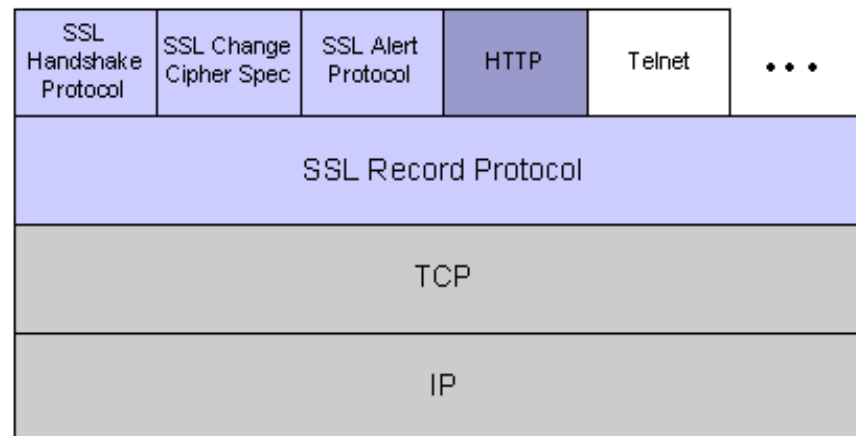 SSL
Handshake
Protocol
SSL Change
Cipher Spec
SSL Alert
Protocol
HTTP
Telnet
• • •
SSL Record Protocol
TCP
IP